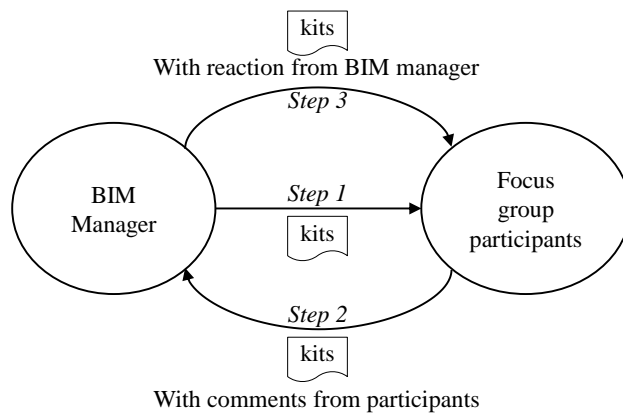 kits
With reaction from BIM manager
Step 3
BIM
Manager
Step 1
kits
Focus
group
participants
Step 2
kits
With comments from participants